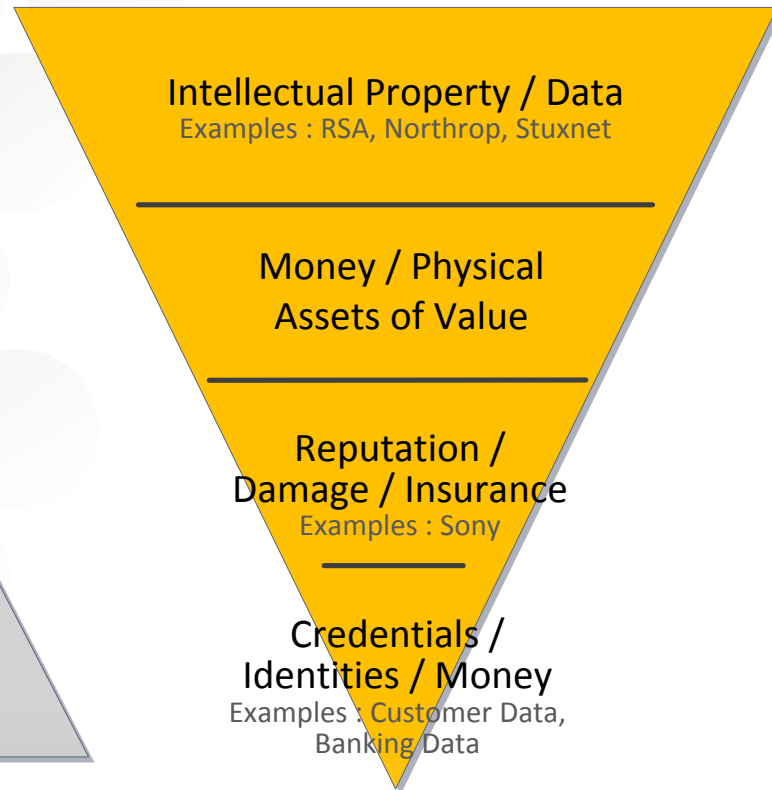 Intellectual Property / Data
Examples : RSA, Northrop, Stuxnet
Money / Physical
Assets of Value
Reputation /
Damage / Insurance
Examples : Sony
Credentials /
Identities / Money
Examples : Customer Data,
Banking Data